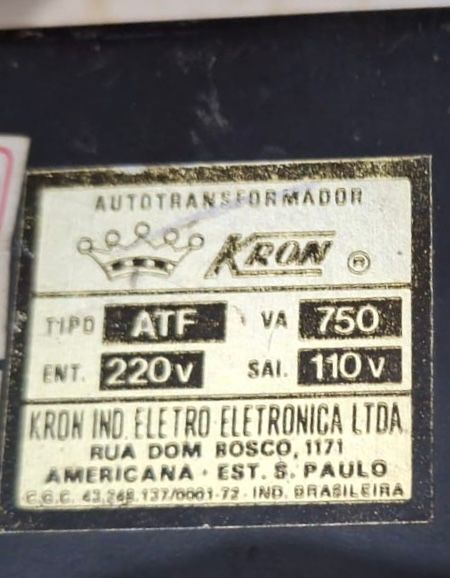 AUTOTRANSFORMADOR
KRON ®
TIPO ATF VA 750
ENT. 220V SAI. 110V
KRON IND. ELETRO ELETRONICA LTDA
RUA DOM BOSCO, 1171
AMERICANA · EST. S. PAULO
C.G.C. 43.248.137/0001-72 - IND. BRASILEIRA